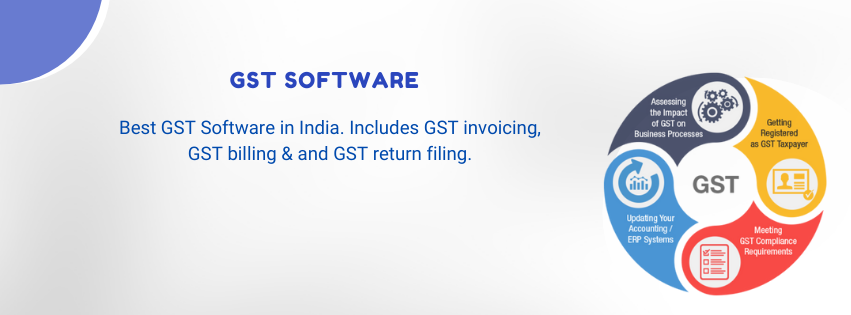 GST SOFTWARE
Best GST Software in India. Includes GST invoicing,
GST billing & and GST return filing.
Assessing
the Impact
of GST on
Business Processes
Getting
Registered
as GST Taxpayer
GST
Updating Your
Accounting /
ERP Systems
Meeting
GST Compliance
Requirements